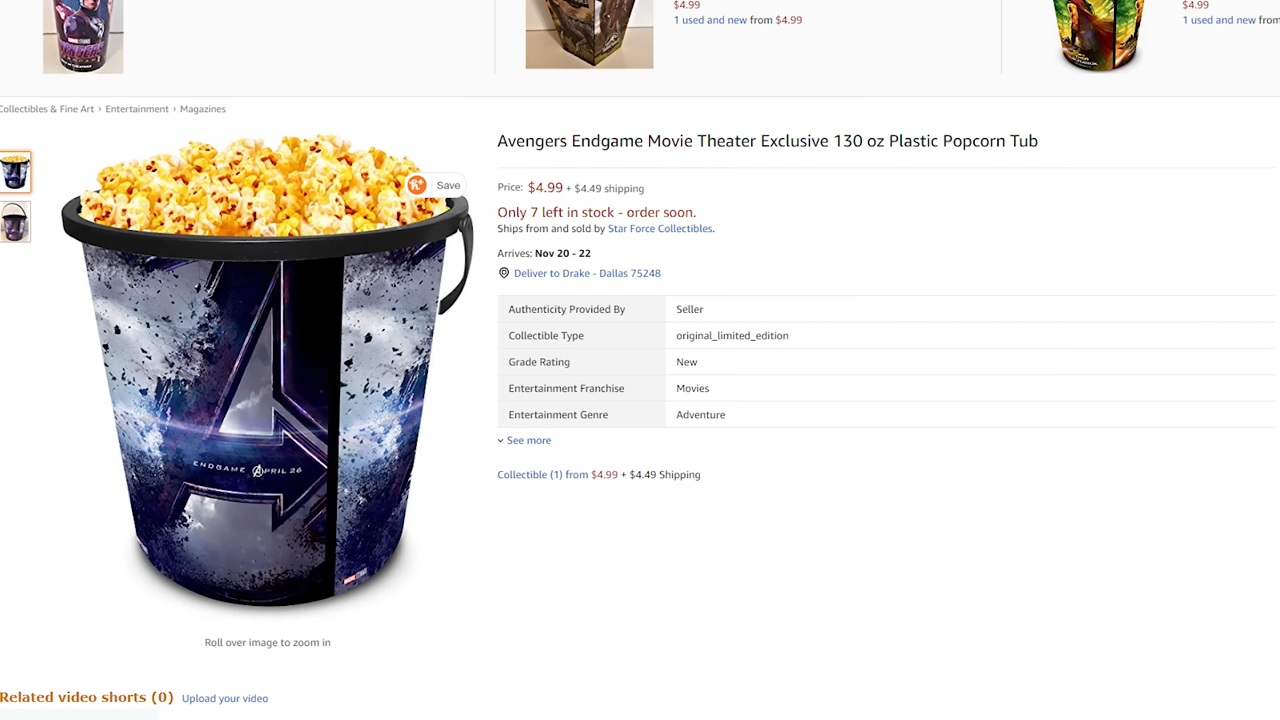 $4.99
1 used and new from $4.99
$4.99
1 used and new from
ENDGAME
Collectibles & Fine Art › Entertainment › Magazines
Avengers Endgame Movie Theater Exclusive 130 oz Plastic Popcorn Tub
Save
Price: $4.99 + $4.49 shipping
Only 7 left in stock - order soon.
Ships from and sold by Star Force Collectibles.
Arrives: Nov 20 - 22
Deliver to Drake - Dallas 75248
Authenticity Provided By Seller
Collectible Type original_limited_edition
Grade Rating New
Entertainment Franchise Movies
Entertainment Genre Adventure
See more
Collectible (1) from $4.99 + $4.49 Shipping
ENDGAME APRIL 26
MARVEL STUDIOS
Roll over image to zoom in
Related video shorts (0) Upload your video